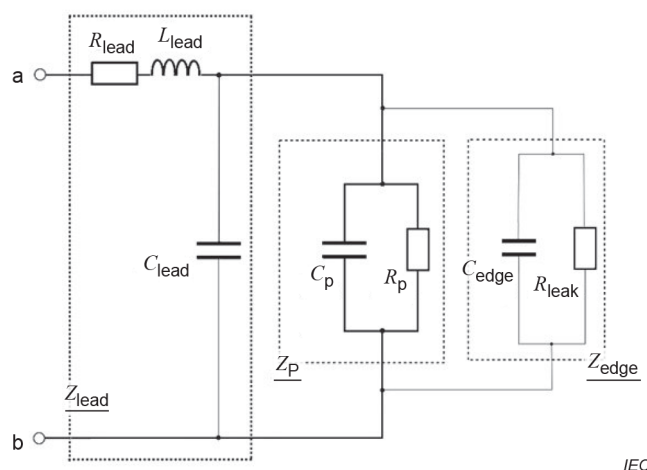 R_lead
L_lead
a
C_lead
C_p
R_p
C_edge
R_leak
Z_P
Z_edge
Z_lead
b
IEC